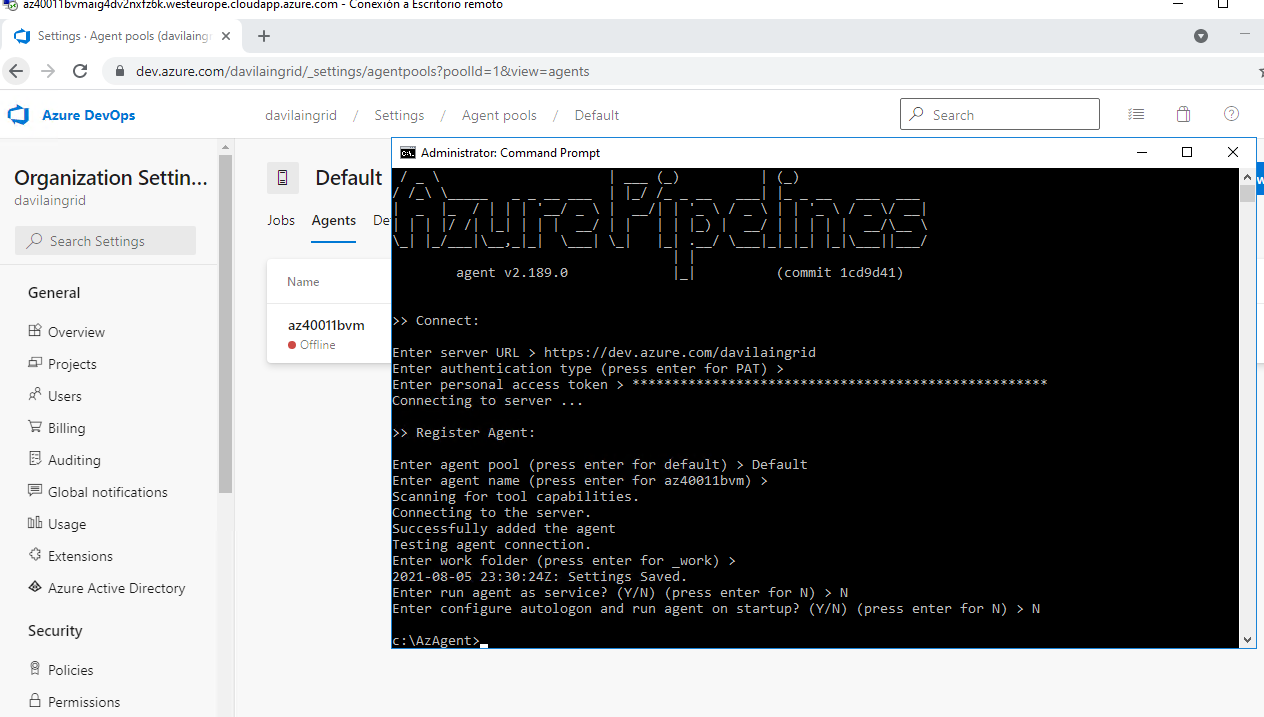 az40011bvmaig4dv2nxfz6k.westeurope.cloudapp.azure.com - Conexión a Escritorio remoto
Settings · Agent pools (davilaingr
dev.azure.com/davilaingrid/_settings/agentpools?poolId=1&view=agents
Azure DevOps
davilaingrid / Settings / Agent pools / Default
Search
Organization Settin...
davilaingrid
Search Settings
General
Overview
Projects
Users
Billing
Auditing
Global notifications
Usage
Extensions
Azure Active Directory
Security
Policies
Permissions
Default
Jobs Agents De
Name
az40011bvm
Offline
Administrator: Command Prompt
Azure Pipelines
agent v2.189.0 (commit 1cd9d41)
>> Connect:
Enter server URL > https://dev.azure.com/davilaingrid
Enter authentication type (press enter for PAT) >
Enter personal access token > ****************************************************
Connecting to server ...
>> Register Agent:
Enter agent pool (press enter for default) > Default
Enter agent name (press enter for az40011bvm) >
Scanning for tool capabilities.
Connecting to the server.
Successfully added the agent
Testing agent connection.
Enter work folder (press enter for _work) >
2021-08-05 23:30:24Z: Settings Saved.
Enter run agent as service? (Y/N) (press enter for N) > N
Enter configure autologon and run agent on startup? (Y/N) (press enter for N) > N
c:\AzAgent>